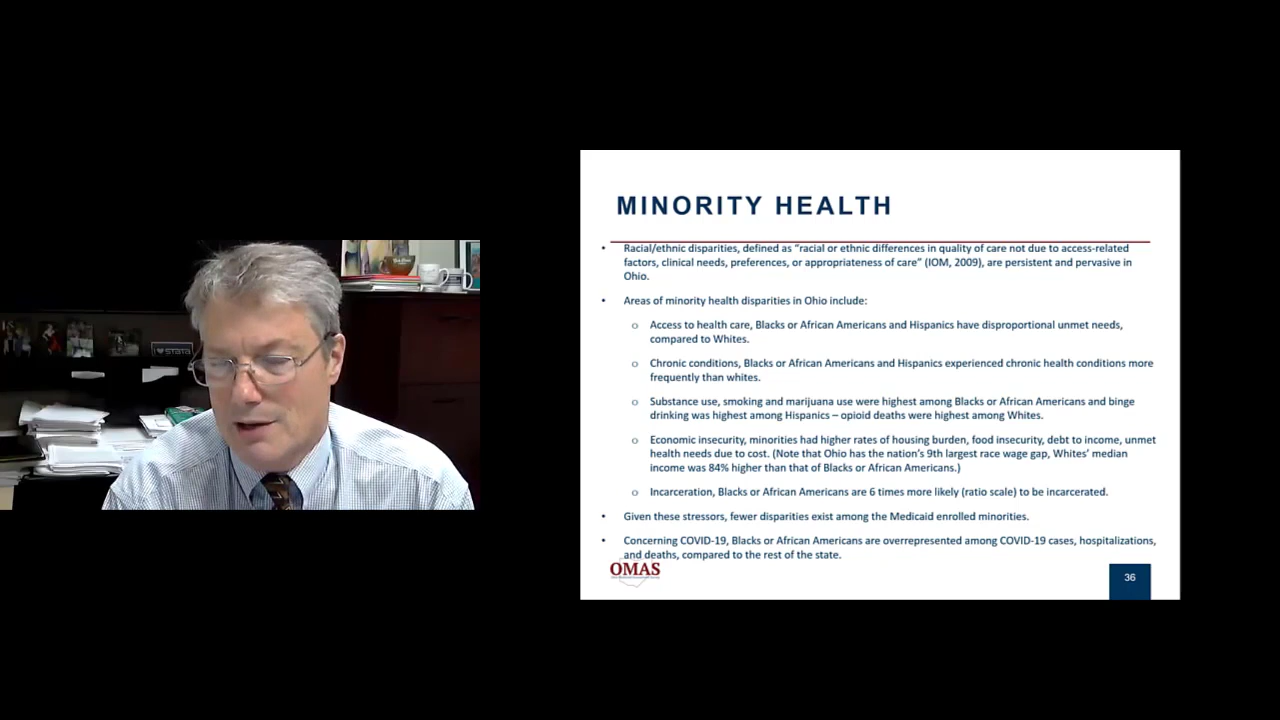 I ♥ STATA
MINORITY HEALTH
• Racial/ethnic disparities, defined as “racial or ethnic differences in quality of care not due to access-related
factors, clinical needs, preferences, or appropriateness of care” (IOM, 2009), are persistent and pervasive in
Ohio.
• Areas of minority health disparities in Ohio include:
o Access to health care, Blacks or African Americans and Hispanics have disproportional unmet needs,
compared to Whites.
o Chronic conditions, Blacks or African Americans and Hispanics experienced chronic health conditions more
frequently than whites.
o Substance use, smoking and marijuana use were highest among Blacks or African Americans and binge
drinking was highest among Hispanics – opioid deaths were highest among Whites.
o Economic insecurity, minorities had higher rates of housing burden, food insecurity, debt to income, unmet
health needs due to cost. (Note that Ohio has the nation’s 9th largest race wage gap, Whites’ median
income was 84% higher than that of Blacks or African Americans.)
o Incarceration, Blacks or African Americans are 6 times more likely (ratio scale) to be incarcerated.
• Given these stressors, fewer disparities exist among the Medicaid enrolled minorities.
• Concerning COVID-19, Blacks or African Americans are overrepresented among COVID-19 cases, hospitalizations,
and deaths, compared to the rest of the state.
OMAS
36